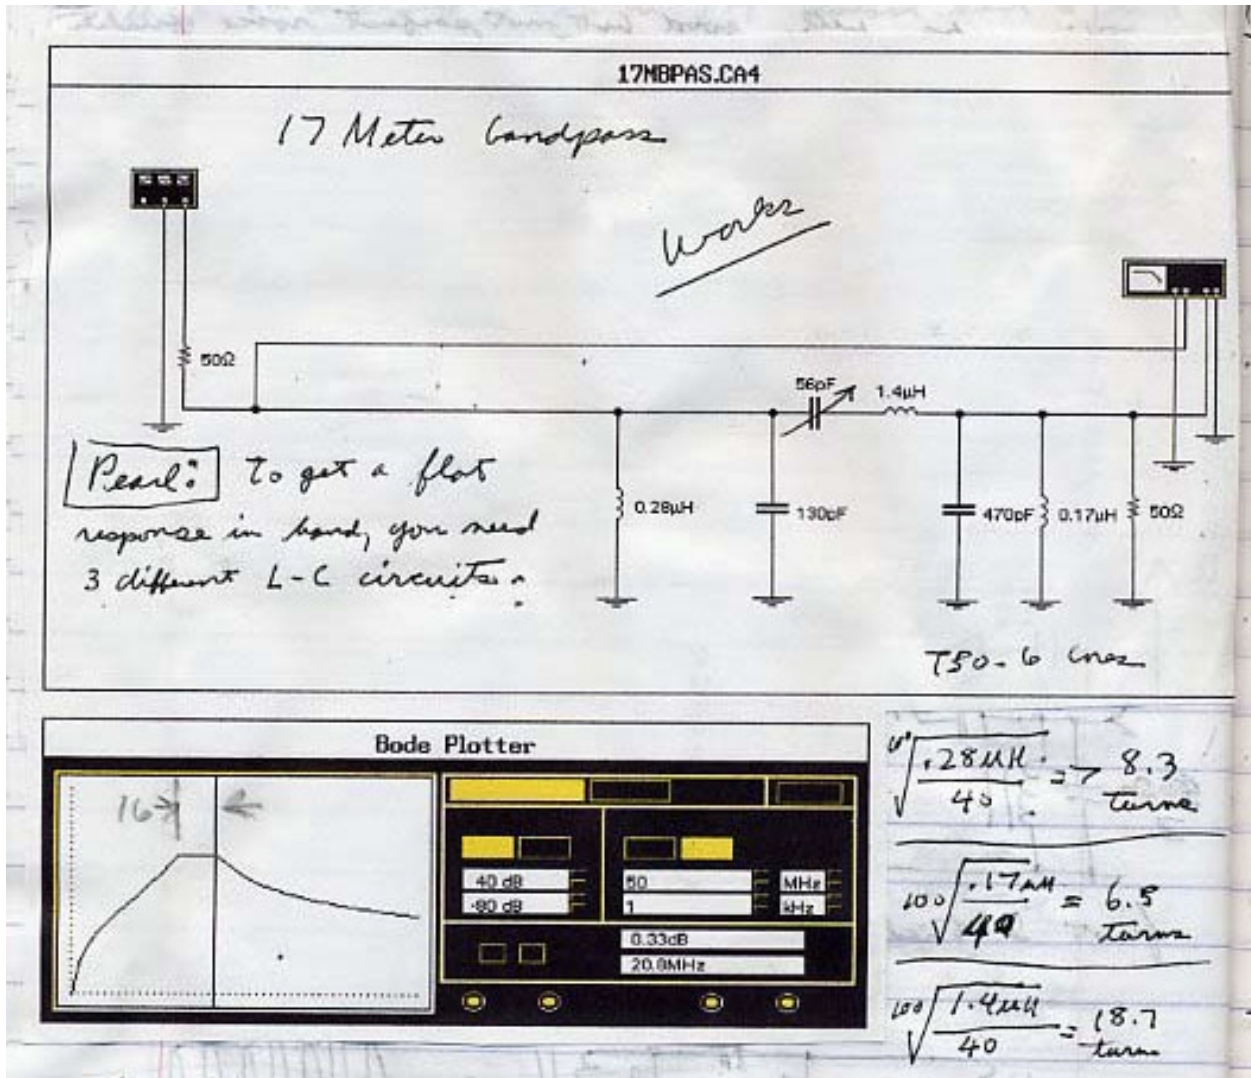 17MBPAS.CA4
17 Meter bandpass
Works
50Ω
56pF
1.4μH
Pearl: To get a flat
response in band, you need
3 different L-C circuits.
0.28μH
130pF
470pF
0.17μH
50Ω
T50-6 Cores
Bode Plotter
16
40 dB
-80 dB
50
1
MHz
kHz
0.33dB
20.8MHz
.28μH
40
=> 8.3
turns
100 .17μH
40
= 6.5
turns
100 1.4μH
40
= 18.7
turns